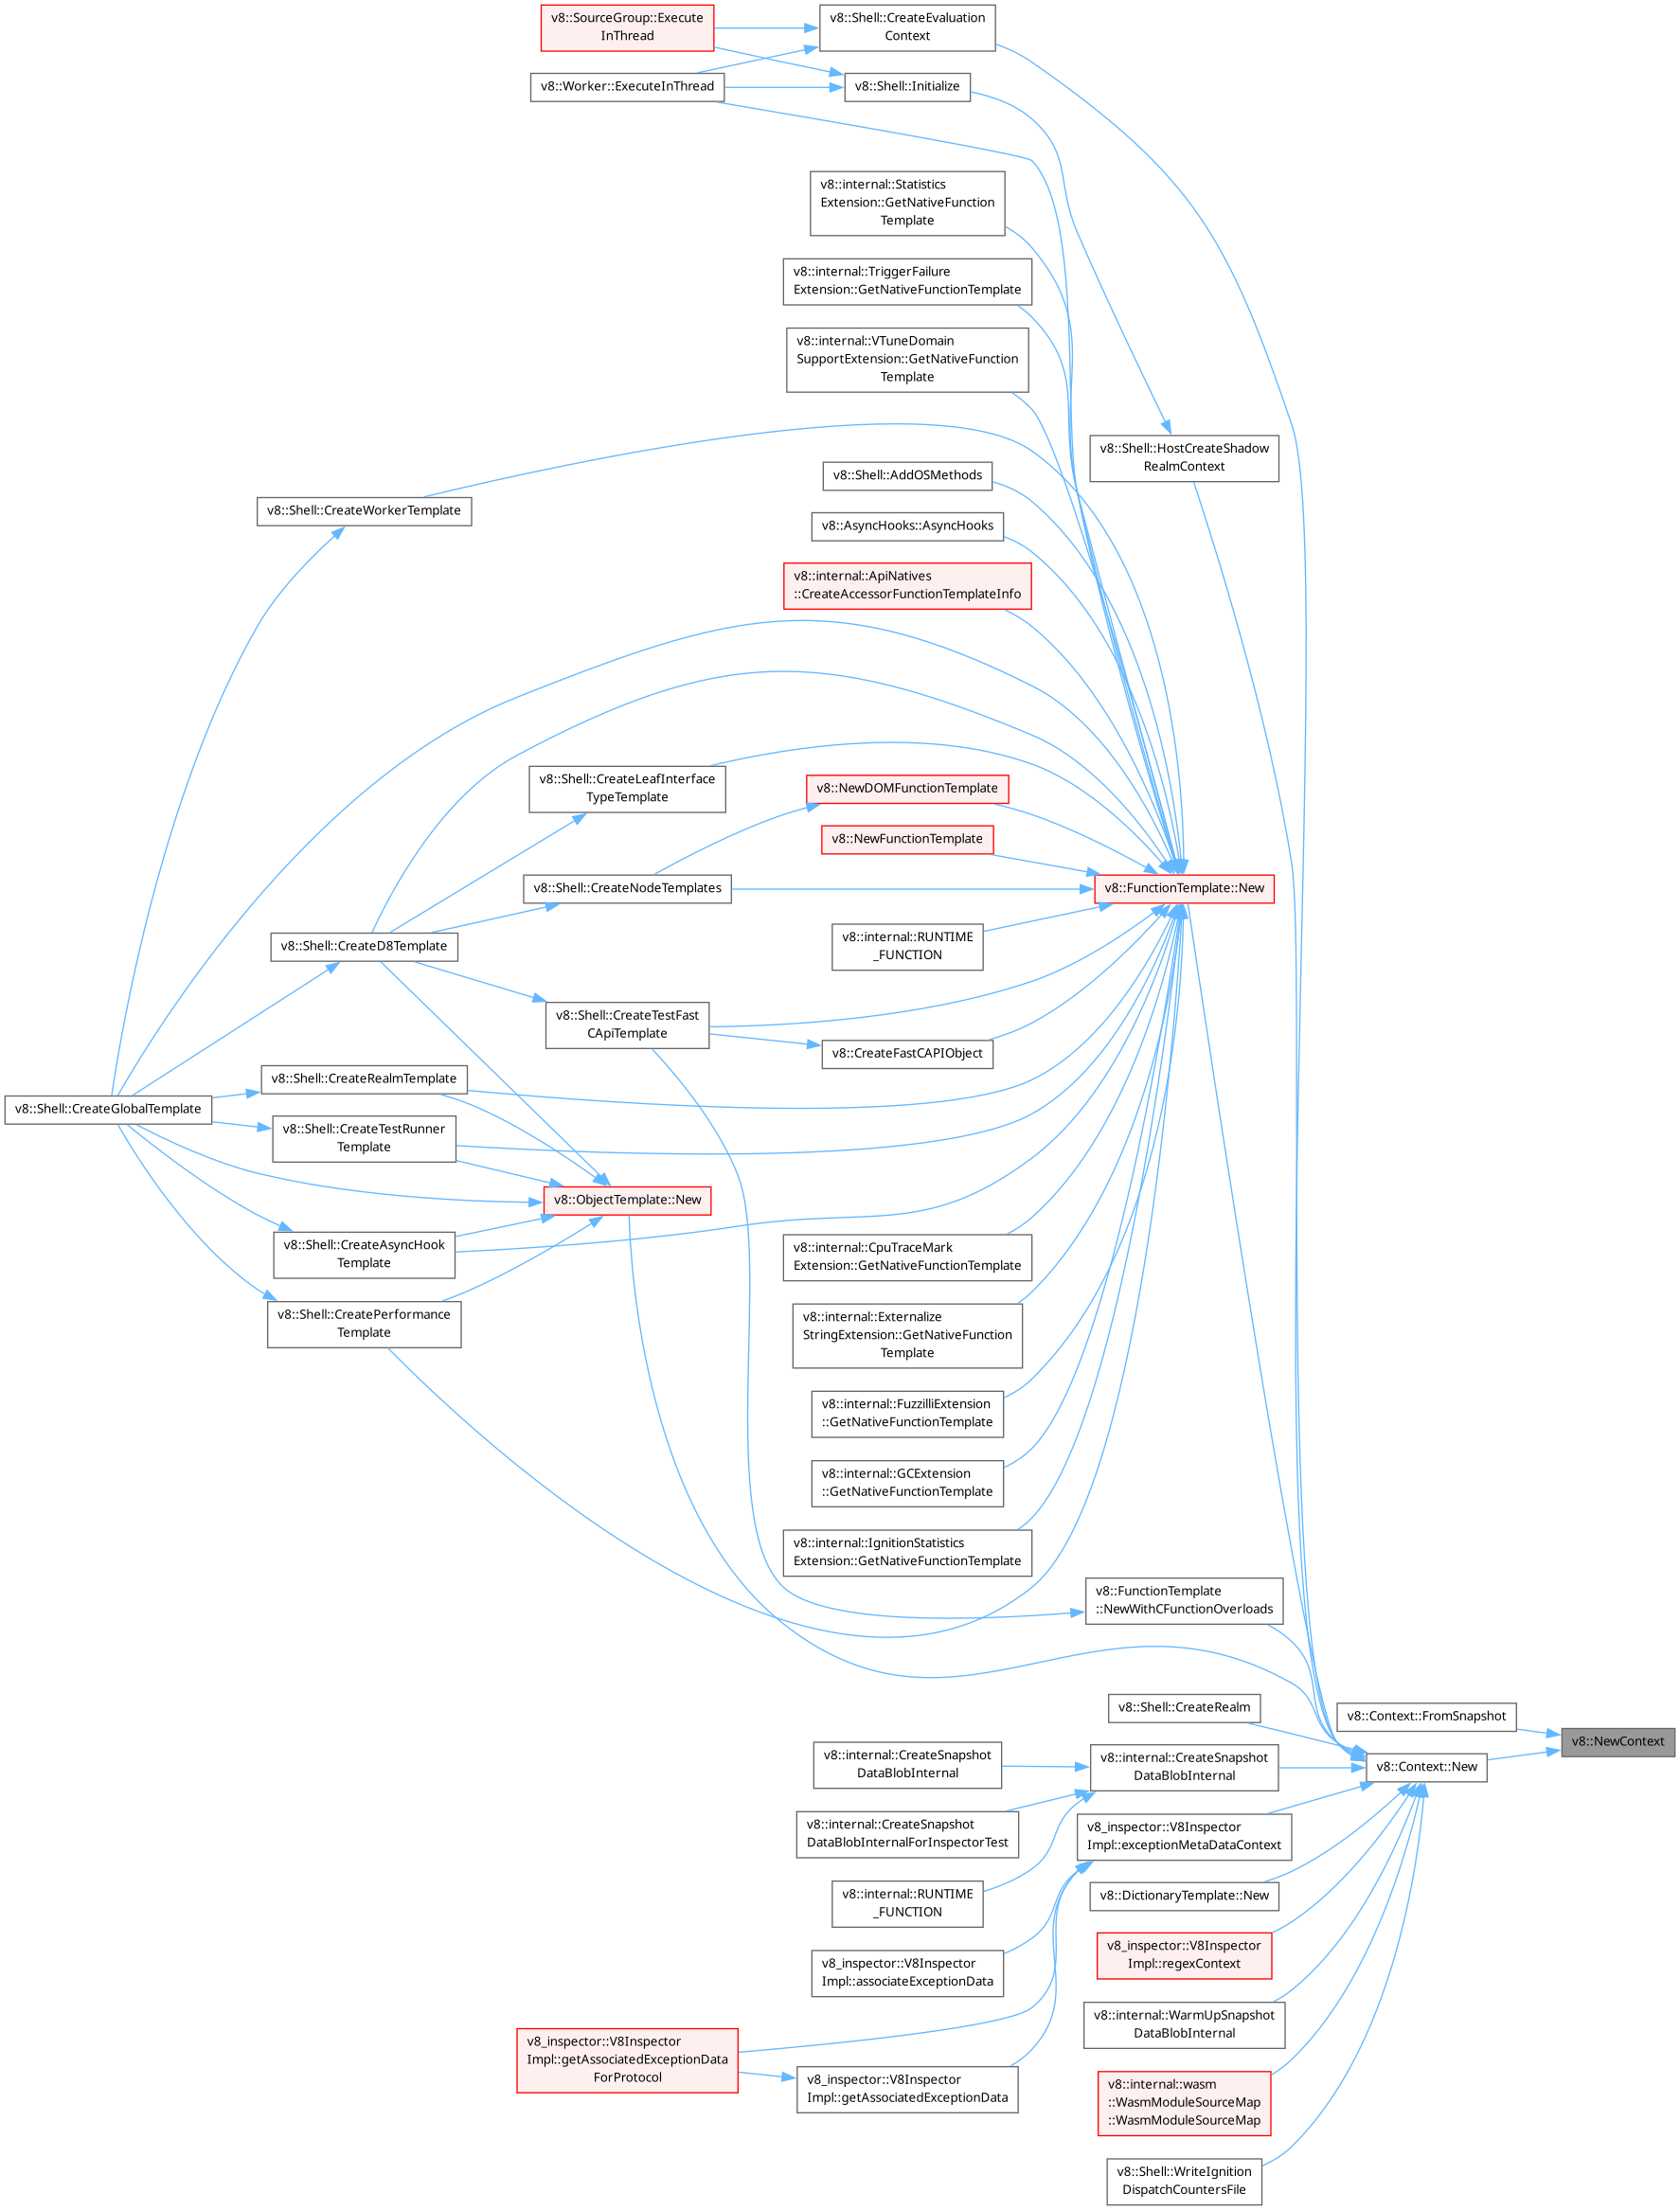 v8::SourceGroup::Execute
InThread
v8::Shell::CreateEvaluation
Context
v8::Worker::ExecuteInThread
v8::Shell::Initialize
v8::internal::Statistics
Extension::GetNativeFunction
Template
v8::internal::TriggerFailure
Extension::GetNativeFunctionTemplate
v8::internal::VTuneDomain
SupportExtension::GetNativeFunction
Template
v8::Shell::HostCreateShadow
RealmContext
v8::Shell::AddOSMethods
v8::Shell::CreateWorkerTemplate
v8::AsyncHooks::AsyncHooks
v8::internal::ApiNatives
::CreateAccessorFunctionTemplateInfo
v8::Shell::CreateLeafInterface
TypeTemplate
v8::NewDOMFunctionTemplate
v8::NewFunctionTemplate
v8::Shell::CreateNodeTemplates
v8::FunctionTemplate::New
v8::internal::RUNTIME
_FUNCTION
v8::Shell::CreateD8Template
v8::Shell::CreateTestFast
CApiTemplate
v8::CreateFastCAPIObject
v8::Shell::CreateRealmTemplate
v8::Shell::CreateGlobalTemplate
v8::Shell::CreateTestRunner
Template
v8::ObjectTemplate::New
v8::Shell::CreateAsyncHook
Template
v8::internal::CpuTraceMark
Extension::GetNativeFunctionTemplate
v8::Shell::CreatePerformance
Template
v8::internal::Externalize
StringExtension::GetNativeFunction
Template
v8::internal::FuzzilliExtension
::GetNativeFunctionTemplate
v8::internal::GCExtension
::GetNativeFunctionTemplate
v8::internal::IgnitionStatistics
Extension::GetNativeFunctionTemplate
v8::FunctionTemplate
::NewWithCFunctionOverloads
v8::Shell::CreateRealm
v8::Context::FromSnapshot
v8::NewContext
v8::internal::CreateSnapshot
DataBlobInternal
v8::internal::CreateSnapshot
DataBlobInternal
v8::Context::New
v8::internal::CreateSnapshot
DataBlobInternalForInspectorTest
v8_inspector::V8Inspector
Impl::exceptionMetaDataContext
v8::internal::RUNTIME
_FUNCTION
v8::DictionaryTemplate::New
v8_inspector::V8Inspector
Impl::regexContext
v8_inspector::V8Inspector
Impl::associateExceptionData
v8::internal::WarmUpSnapshot
DataBlobInternal
v8_inspector::V8Inspector
Impl::getAssociatedExceptionData
ForProtocol
v8_inspector::V8Inspector
Impl::getAssociatedExceptionData
v8::internal::wasm
::WasmModuleSourceMap
::WasmModuleSourceMap
v8::Shell::WriteIgnition
DispatchCountersFile